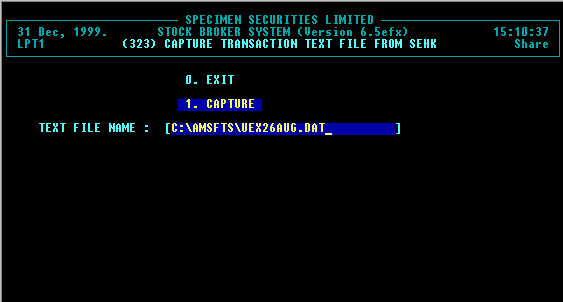 SPECIMEN SECURITIES LIMITED
31 Dec, 1999. STOCK BROKER SYSTEM (Version 6.5efx) 15:10:37
LPT1 (323) CAPTURE TRANSACTION TEXT FILE FROM SEHK Share
0. EXIT
1. CAPTURE
TEXT FILE NAME : [C:\AMSFTS\UEX26AUG.DAT_ ]